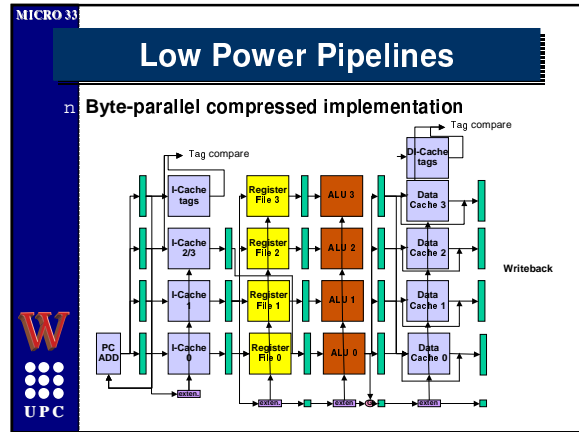 MICRO 33
Low Power Pipelines
n Byte-parallel compressed implementation
Tag compare
Tag compare
DI-Cache
tags
I-Cache
tags
Register
File 3
ALU 3
Data
Cache 3
I-Cache
2/3
Register
File 2
ALU 2
Data
Cache 2
Writeback
I-Cache
1
Register
File 1
ALU 1
Data
Cache 1
PC
ADD
I-Cache
0
Register
File 0
ALU 0
Data
Cache 0
exten.
exten.
exten
exten
W
UPC